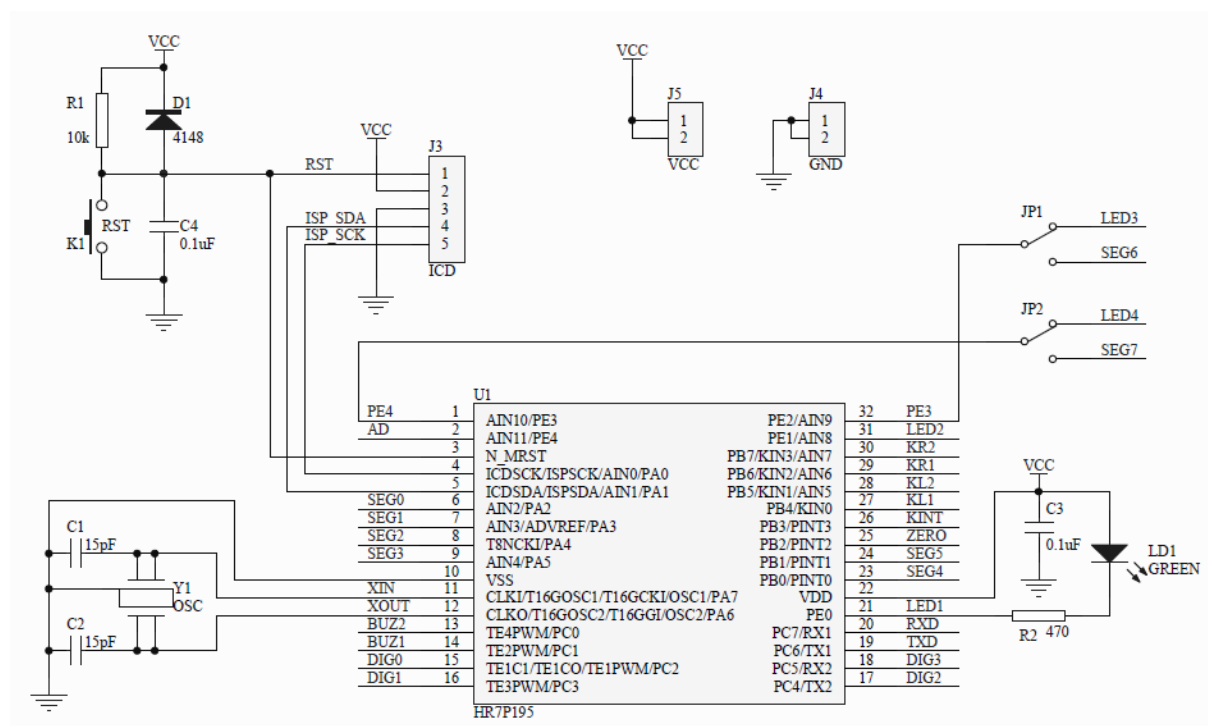 VCC
R1
10k
D1
4148
RST
K1
C4
0.1uF
RST
VCC
J3
1
2
3
4
5
ICD
ISP_SDA
ISP_SCK
VCC
J5
1
2
VCC
J4
1
2
GND
JP1
LED3
SEG6
JP2
LED4
SEG7
U1
PE4 1 AIN10/PE3
AD 2 AIN11/PE4
3 N_MRST
4 ICDSCK/ISPSCK/AIN0/PA0
5 ICDSDA/ISPSDA/AIN1/PA1
SEG0 6 AIN2/PA2
SEG1 7 AIN3/ADVREF/PA3
SEG2 8 T8NCKI/PA4
SEG3 9 AIN4/PA5
10 VSS
XIN 11 CLKI/T16GOSC1/T16GCKI/OSC1/PA7
XOUT 12 CLKO/T16GOSC2/T16GGI/OSC2/PA6
BUZ2 13 TE4PWM/PC0
BUZ1 14 TE2PWM/PC1
DIG0 15 TE1C1/TE1CO/TE1PWM/PC2
DIG1 16 TE3PWM/PC3
PE2/AIN9 32 PE3
PE1/AIN8 31 LED2
PB7/KIN3/AIN7 30 KR2
PB6/KIN2/AIN6 29 KR1
PB5/KIN1/AIN5 28 KL2
PB4/KIN0 27 KL1
PB3/PINT3 26 KINT
PB2/PINT2 25 ZERO
PB1/PINT1 24 SEG5
PB0/PINT0 23 SEG4
VDD 22
PE0 21 LED1
PC7/RX1 20 RXD
PC6/TX1 19 TXD
PC5/RX2 18 DIG3
PC4/TX2 17 DIG2
HR7P195
C1
15pF
Y1
OSC
C2
15pF
VCC
C3
0.1uF
LD1
GREEN
R2 470